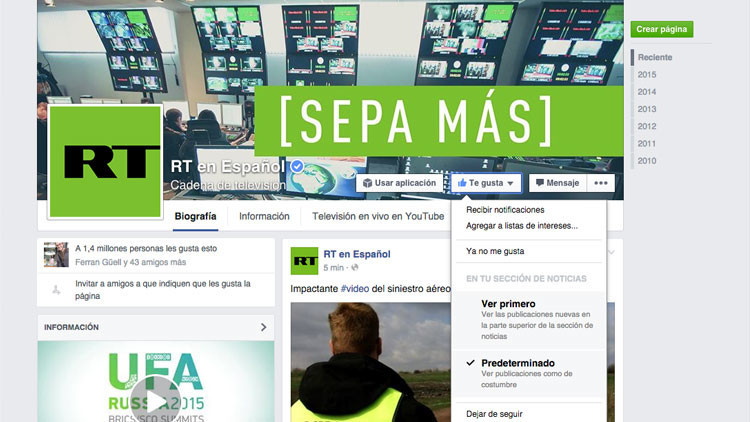 Crear página
Reciente
2015
2014
2013
2012
2011
2010
[SEPA MÁS]
RT
RT en Español
Cadena de televisión
Usar aplicación
Te gusta
Mensaje
Biografía
Información
Televisión en vivo en YouTube
Recibir notificaciones
Agregar a listas de intereses...
Ya no me gusta
EN TU SECCIÓN DE NOTICIAS
Ver primero
Ver las publicaciones nuevas en
la parte superior de la sección de
noticias
Predeterminado
Ver publicaciones como de
costumbre
Dejar de seguir
A 1,4 millones personas les gusta esto
Ferran Güell y 43 amigos más
Invitar a amigos a que indiquen que les gusta la
página
INFORMACIÓN
UFA
RUSSIA2015
BRICS/SCO SUMMITS
RT
RT en Español
5 min
Impactante #video del siniestro aéreo